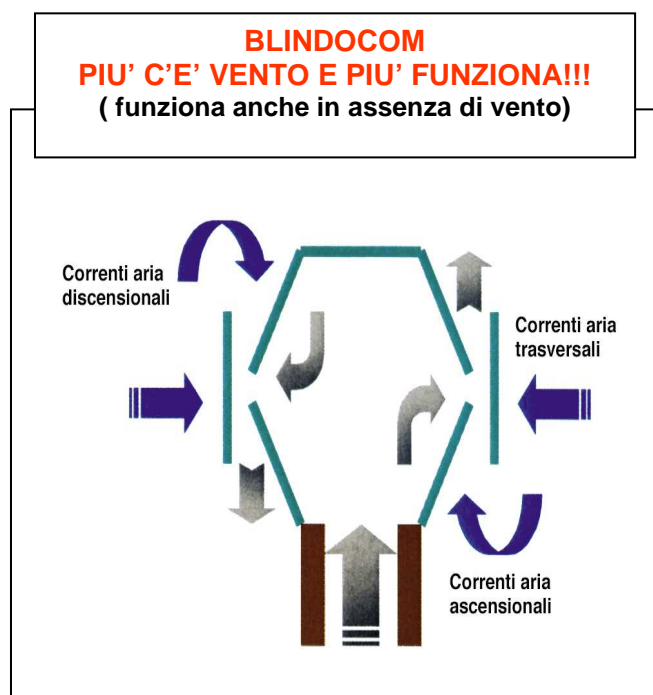 BLINDOCOM
PIU' C'E' VENTO E PIU' FUNZIONA!!!
( funziona anche in assenza di vento)
Correnti aria
discensionali
Correnti aria
trasversali
Correnti aria
ascensionali